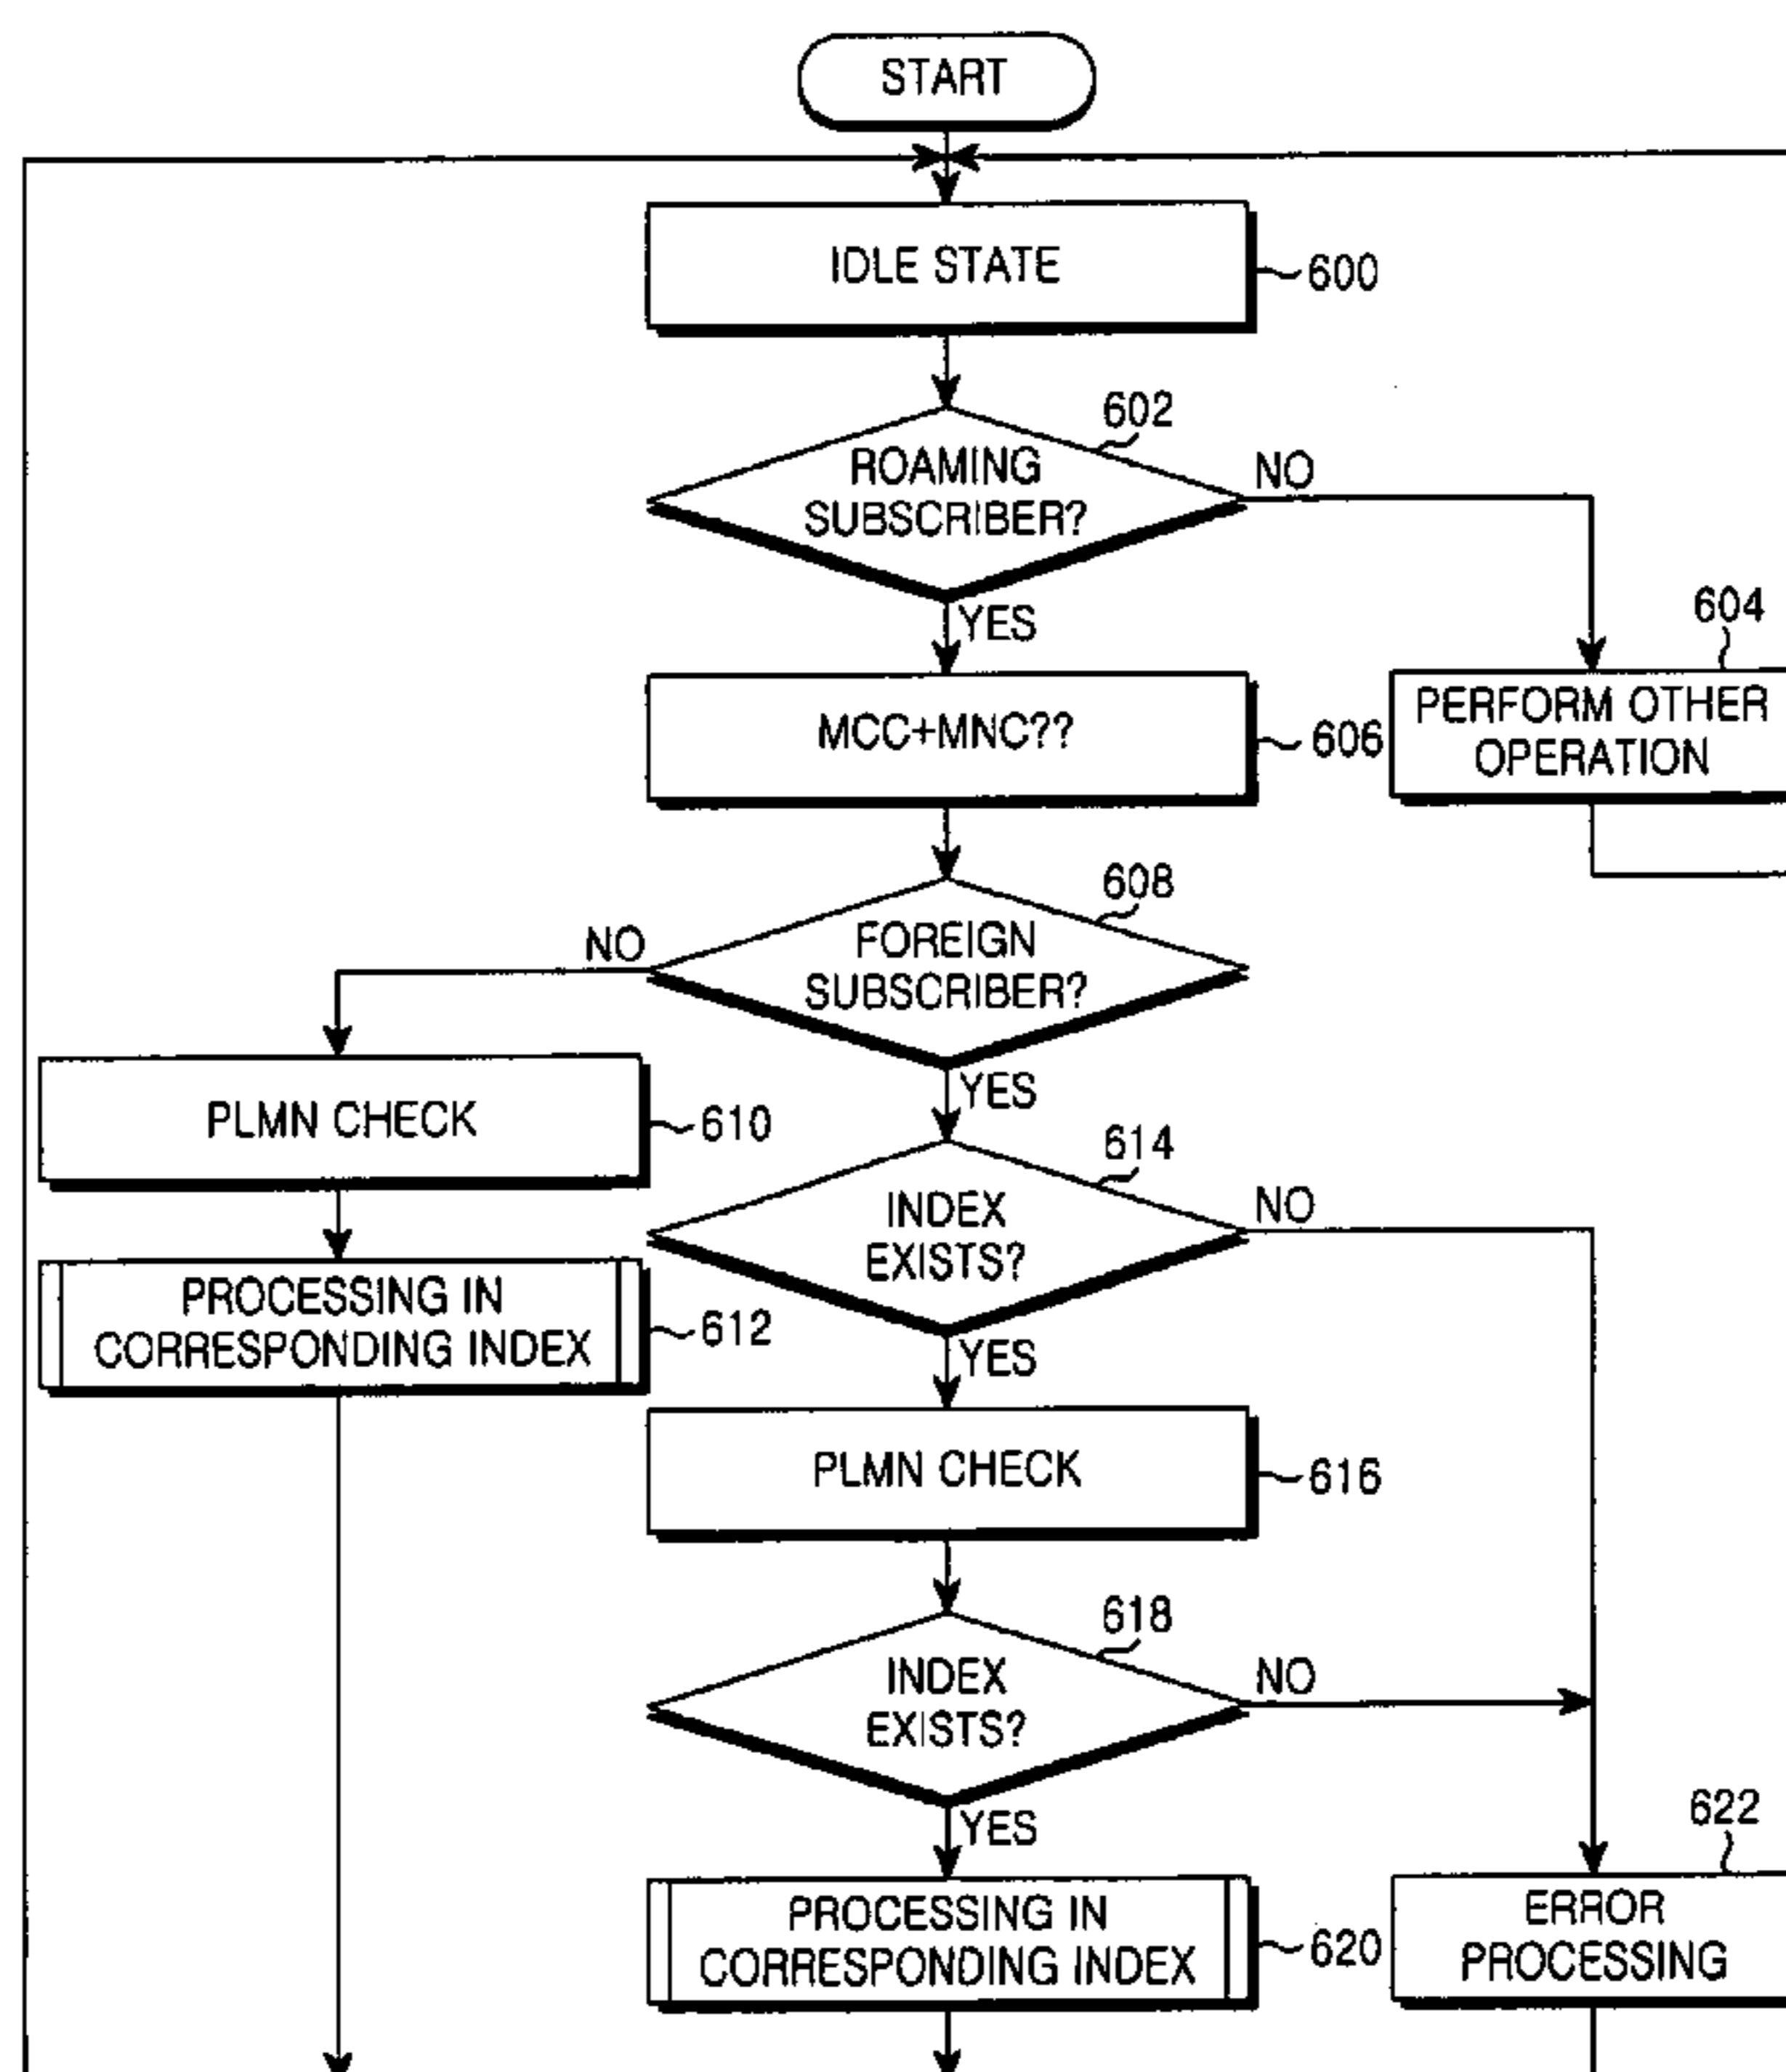 START
IDLE STATE
600
602
ROAMING
SUBSCRIBER?
NO
YES
604
PERFORM OTHER
OPERATION
MCC+MNC??
606
608
FOREIGN
SUBSCRIBER?
NO
YES
PLMN CHECK
610
614
INDEX
EXISTS?
NO
YES
PROCESSING IN
CORRESPONDING INDEX
612
PLMN CHECK
616
618
INDEX
EXISTS?
NO
YES
622
ERROR
PROCESSING
PROCESSING IN
CORRESPONDING INDEX
620